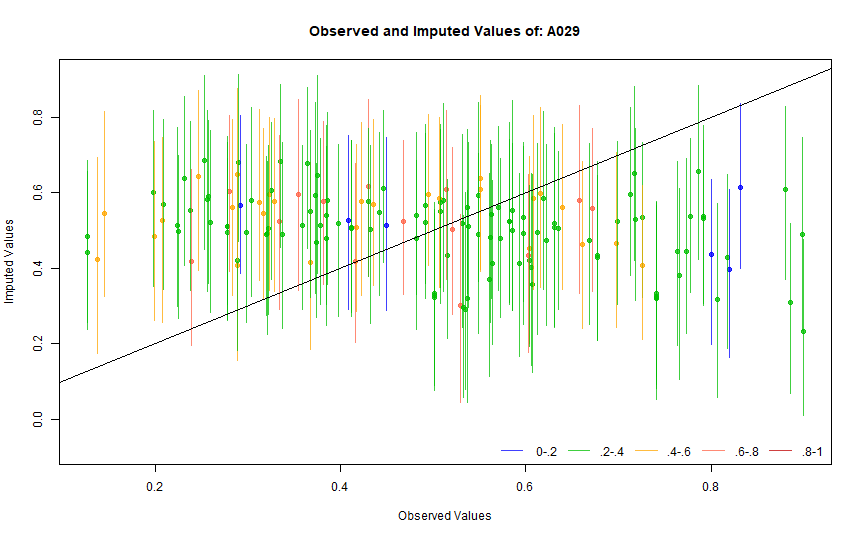 Observed and Imputed Values of: A029
Imputed Values
0.8
0.6
0.4
0.2
0.0
0-.2 .2-.4 .4-.6 .6-.8 .8-1
0.2 0.4 0.6 0.8
Observed Values